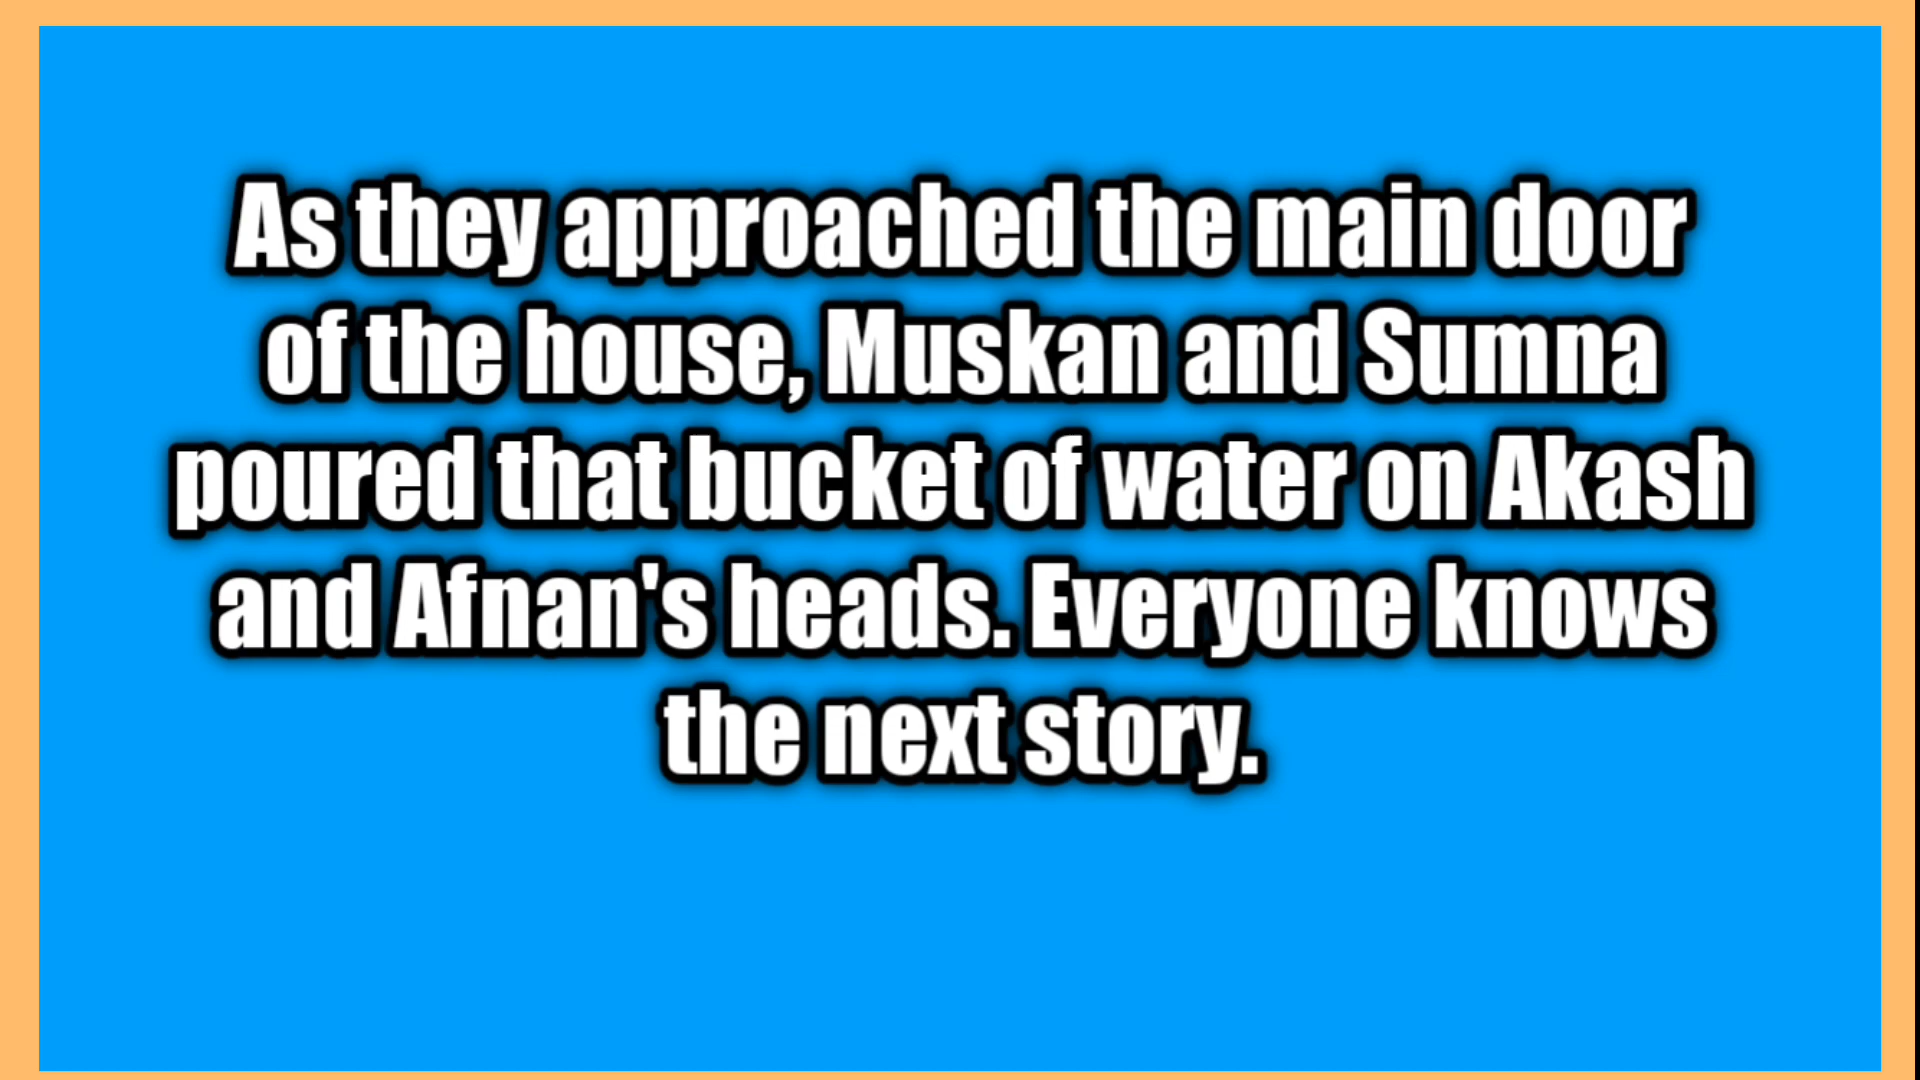 As they approached the main door
of the house, Muskan and Sumna
poured that bucket of water on Akash
and Afnan's heads. Everyone knows
the next story.